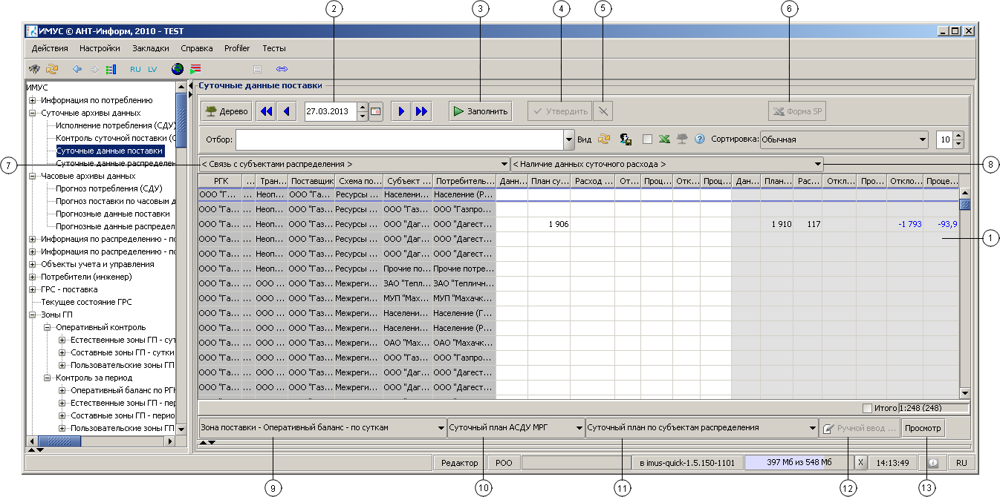 2
3
4
5
6
ИМУС © АНТ-Информ, 2010 - TEST
Действия Настройки Закладки Справка Profiler Тесты
RU LV
ИМУС
Информация по потреблению
Суточные архивы данных
Исполнение потребления (СДУ)
Контроль суточной поставки (С
Суточные данные поставки
Суточные данные распределен
Часовые архивы данных
Прогноз потребления (СДУ)
Прогноз поставки по часовым д
Прогнозные данные поставки
Прогнозные данные распредел
Информация по распределению - по
Информация по распределению - по
Объекты учета и управления
Потребители (инженер)
ГРС - поставка
Текущее состояние ГРС
Зоны ГП
Оперативный контроль
Естественные зоны ГП - сут
Составные зоны ГП - сутки
Пользовательские зоны ГП
Контроль за период
Оперативный баланс по РГК
Естественные зоны ГП - пер
Составные зоны ГП - перио
Пользовательские зоны ГП
Суточные данные поставки
Дерево 27.03.2013 Заполнить Утвердить Форма SP
Отбор: Вид Сортировка: Обычная 10
7
< Связь с субъектами распределения > < Наличие данных суточного расхода >
8
РГК ... Тран... Поставщик Схема по... Субъект ... Потребитель... Данн... План су... Расход ... От... Проц... Отк... Проц... Дан... План... Рас... Откл... Про... Откло... Проце...
ООО "Г... ... Неоп... ООО "Га... Ресурсы ... Населени... Население (Р...
ООО "Га... ... Неоп... ООО "Газ... Ресурсы ... ООО "Газ... ООО "Газпро...
ООО "Га... ... Неоп... ООО "Газ... Ресурсы ... ООО "Даг... ООО "Дагест... 1 906 1 910 117 -1 793 -93,9
1
ООО "Га... ... Неоп... ООО "Газ... Ресурсы ... ООО "Даг... ООО "Дагест...
ООО "Га... ... Неоп... ООО "Газ... Ресурсы ... ООО "Даг... ООО "Дагест...
ООО "Га... ... Неоп... ООО "Газ... Ресурсы ... Прочие по... Прочие потре...
ООО "Га... ... ООО ... ООО "Газ... Межреги... ЗАО "Тепл... ЗАО "Тепличн...
ООО "Га... ... ООО ... ООО "Газ... Межреги... МУП "Мах... МУП "Махачк...
ООО "Га... ... ООО ... ООО "Газ... Межреги... Населени... Население (Г...
ООО "Га... ... ООО ... ООО "Газ... Межреги... Населени... Население (Р...
ООО "Га... ... ООО ... ООО "Газ... Межреги... ОАО "Мах... ОАО "Махачк...
ООО "Га... ... ООО ... ООО "Газ... Межреги... ООО "Газ... ООО "Газпро...
ООО "Га... ... ООО ... ООО "Газ... Межреги... ООО "Даг... ООО "Дагест...
ООО "Га... ... ООО ... ООО "Газ... Межреги... ООО "Даг... ООО "Дагест...
Итого 1:248 (248)
Зона поставки - Оперативный баланс - по суткам Суточный план АСДУ МРГ Суточный план по субъектам распределения Ручной ввод ... Просмотр
Редактор РОО в imus-quick-1.5.150-1101 397 Мб из 548 Мб X 14:13:49 RU
9
10
11
12
13